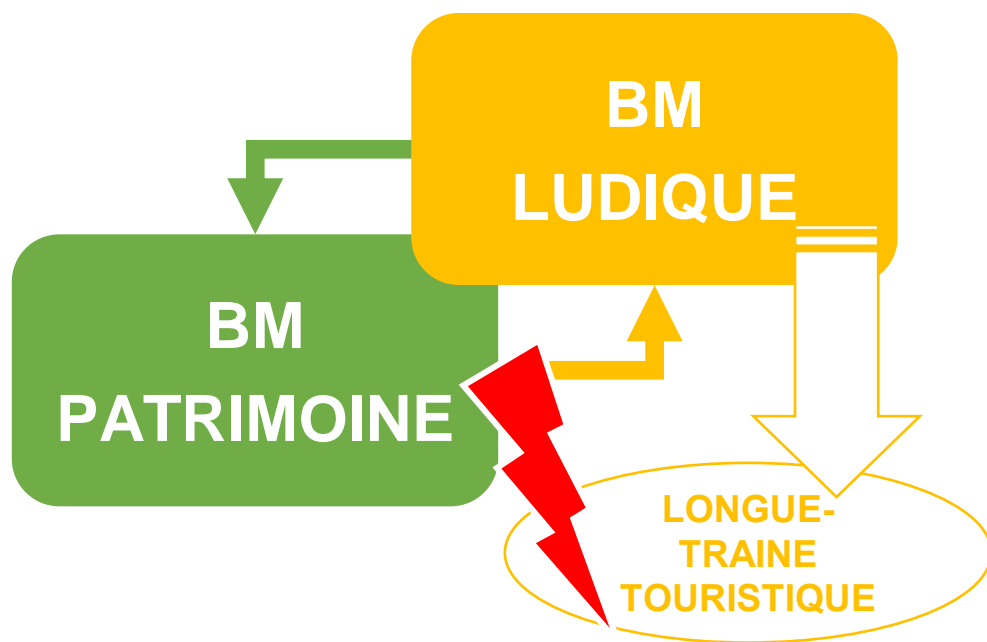 BM
LUDIQUE
BM
PATRIMOINE
LONGUE-
TRAINE
TOURISTIQUE